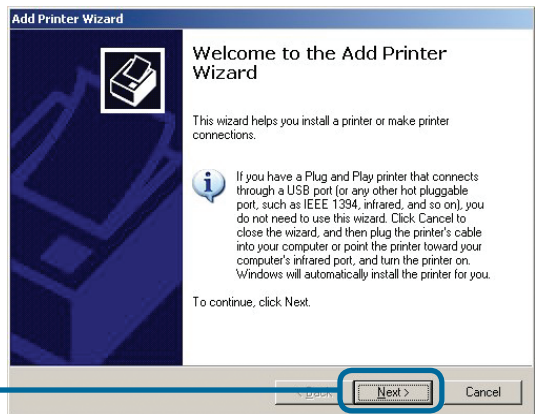 Add Printer Wizard
Welcome to the Add Printer
Wizard
This wizard helps you install a printer or make printer
connections.
If you have a Plug and Play printer that connects
through a USB port (or any other hot pluggable
port, such as IEEE 1394, infrared, and so on), you
do not need to use this wizard. Click Cancel to
close the wizard, and then plug the printer's cable
into your computer or point the printer toward your
computer's infrared port, and turn the printer on.
Windows will automatically install the printer for you.
To continue, click Next.
< Back Next > Cancel